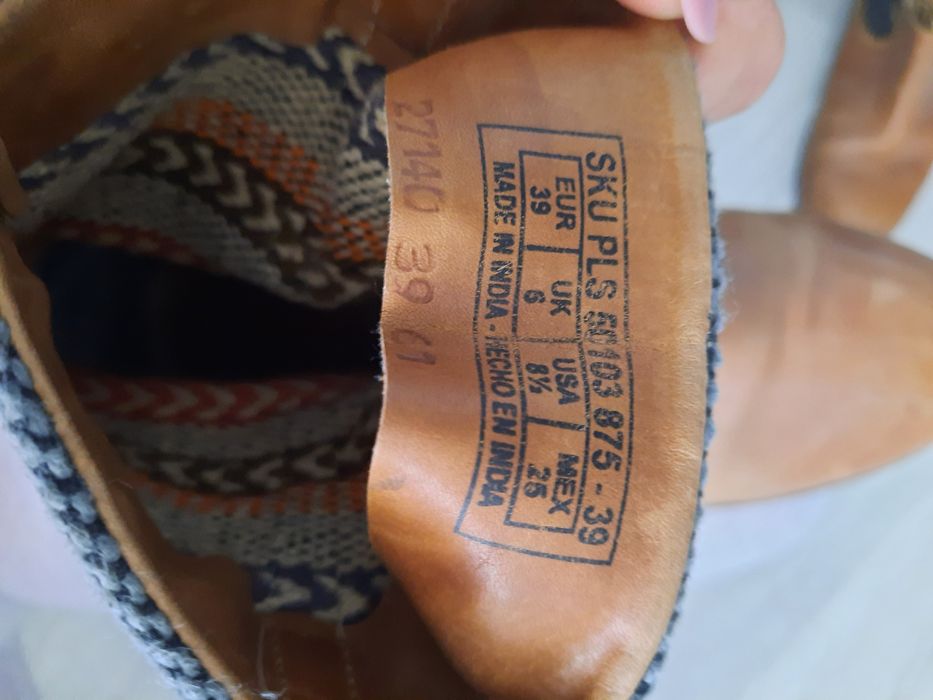 SKU PLS 50103 875 - 39
EUR UK USA MEX
39 6 8½ 25
MADE IN INDIA - HECHO EN INDIA
27140 39 61